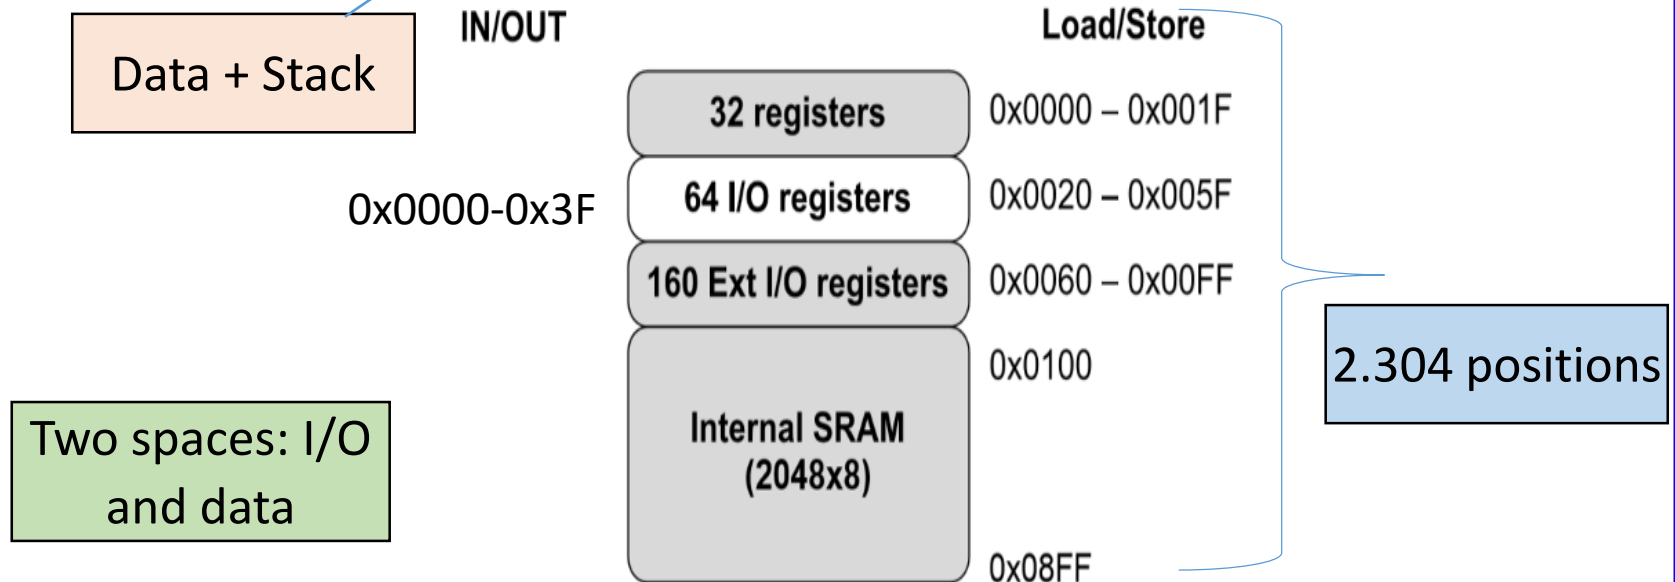 Data + Stack
IN/OUT
Load/Store
32 registers
0x0000 – 0x001F
0x0000-0x3F
64 I/O registers
0x0020 – 0x005F
160 Ext I/O registers
0x0060 – 0x00FF
0x0100
2.304 positions
Two spaces: I/O
and data
Internal SRAM
(2048x8)
0x08FF